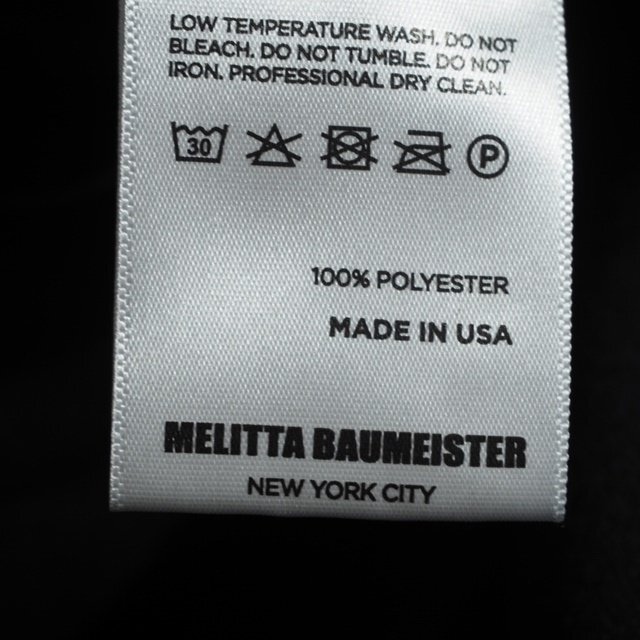 LOW TEMPERATURE WASH. DO NOT
BLEACH. DO NOT TUMBLE. DO NOT
IRON. PROFESSIONAL DRY CLEAN.
30 P
100% POLYESTER
MADE IN USA
MELITTA BAUMEISTER
NEW YORK CITY